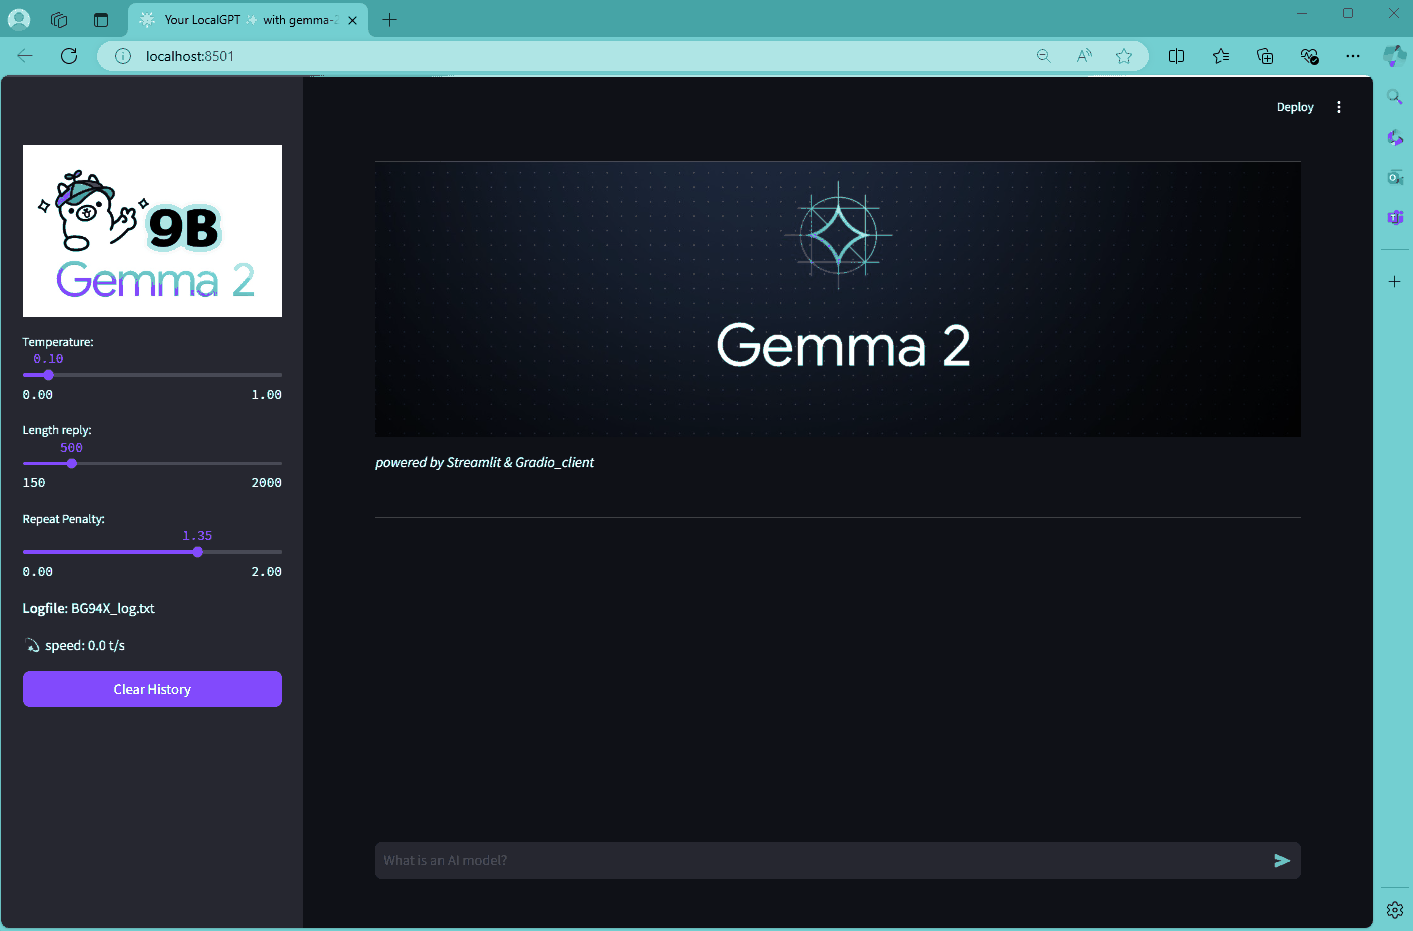 Your LocalGPT ✨ with gemma-2
localhost:8501
Deploy
9B
Gemma 2
Temperature:
0.10
0.00 1.00
Length reply:
500
150 2000
Repeat Penalty:
1.35
0.00 2.00
Logfile: BG94X_log.txt
speed: 0.0 t/s
Clear History
Gemma 2
powered by Streamlit & Gradio_client
What is an AI model?